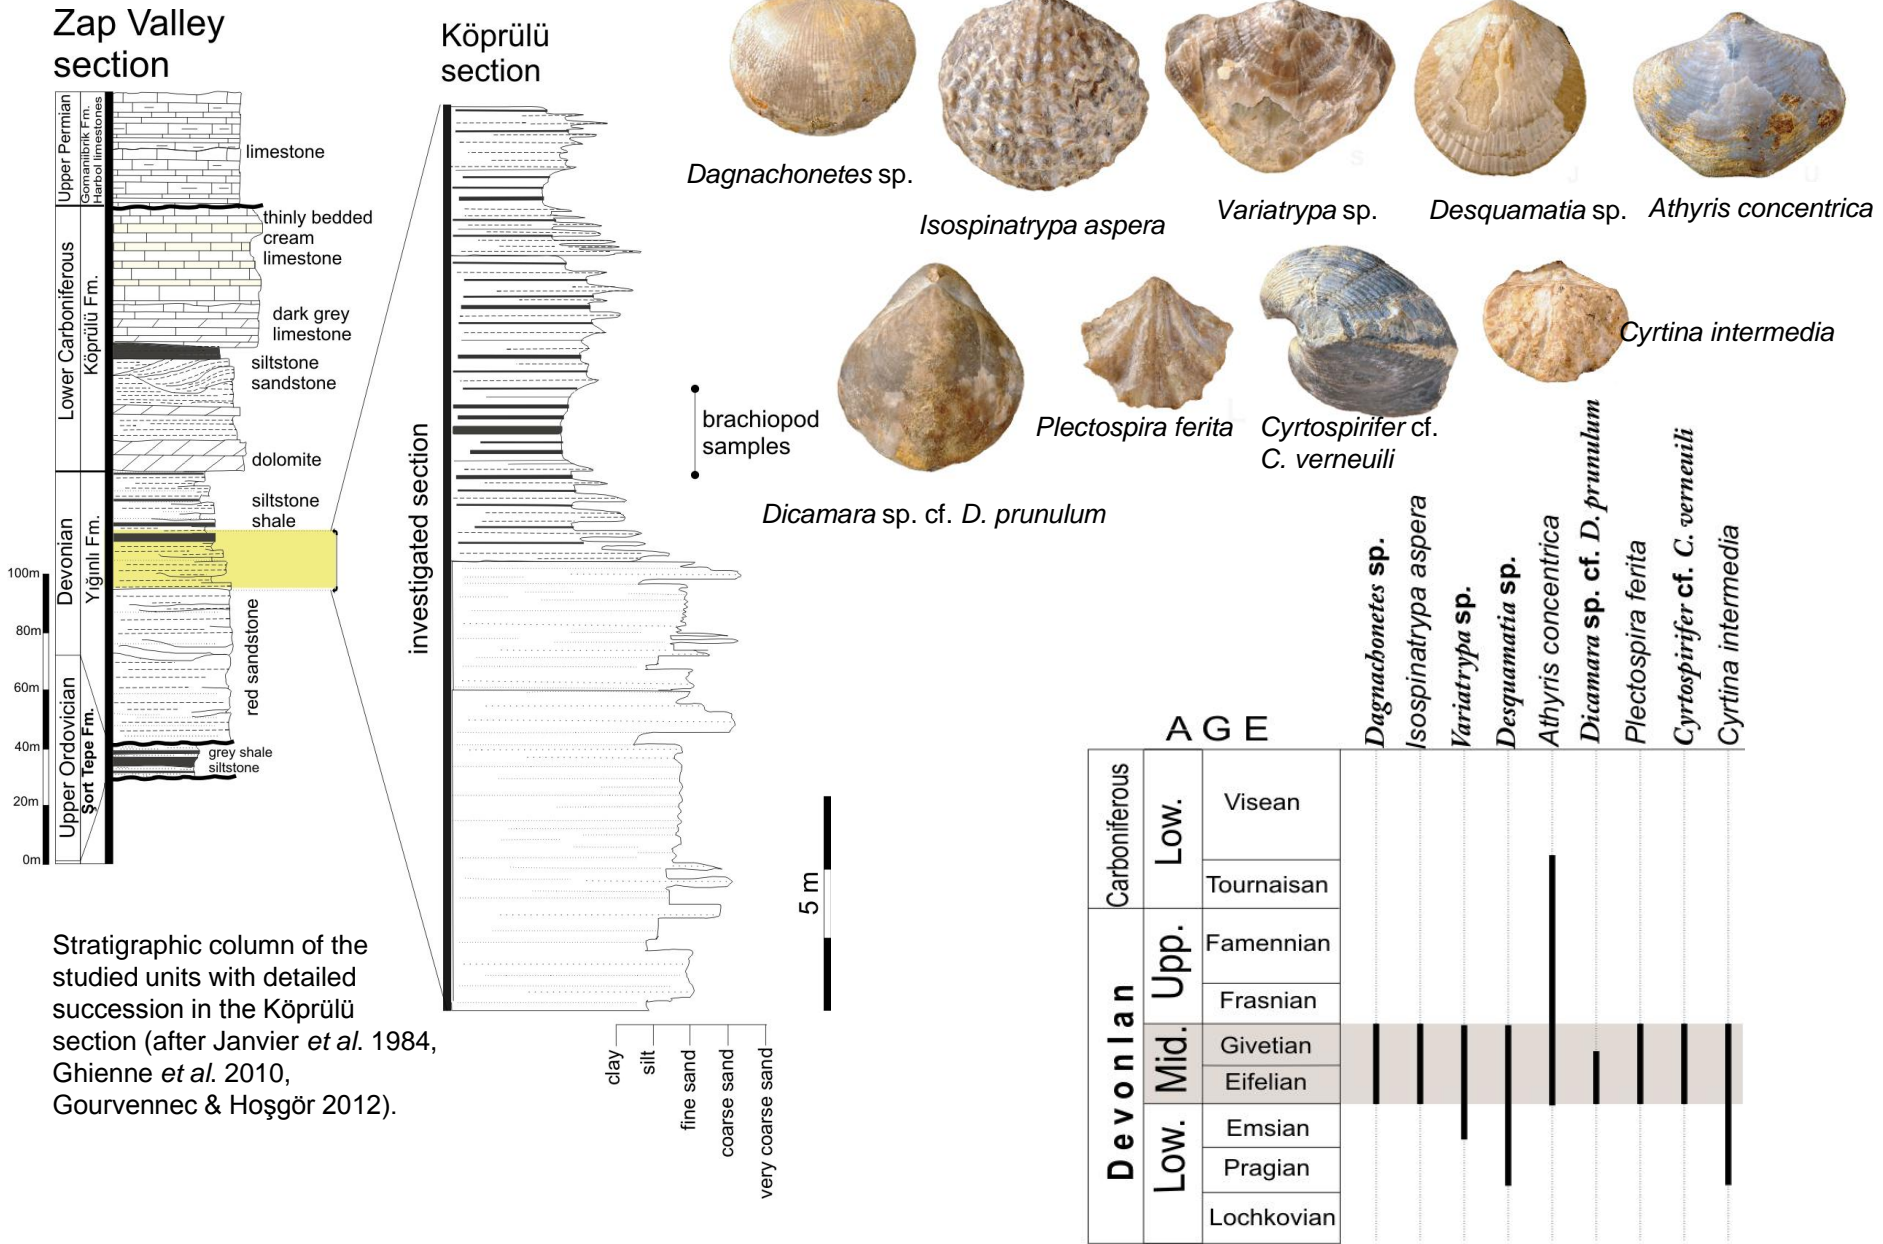 Zap Valley
section
Upper Permian
Gomaniibrik Fm.
Harbol limestones
limestone
Lower Carboniferous
Köprülü Fm.
thinly bedded
cream
limestone
dark grey
limestone
siltstone
sandstone
dolomite
Devonian
Yığınlı Fm.
siltstone
shale
red sandstone
Upper Ordovician
Şort Tepe Fm.
grey shale
siltstone
100m
80m
60m
40m
20m
0m
Köprülü
section
investigated section
brachiopod
samples
5 m
clay
silt
fine sand
coarse sand
very coarse sand
Stratigraphic column of the
studied units with detailed
succession in the Köprülü
section (after Janvier et al. 1984,
Ghienne et al. 2010,
Gourvennec & Hoşgör 2012).
Dagnachonetes sp.
Isospinatrypa aspera
Variatrypa sp.
Desquamatia sp.
Athyris concentrica
Dicamara sp. cf. D. prunulum
Plectospira ferita
Cyrtospirifer cf.
C. verneuili
Cyrtina intermedia
S
J
U
L
AGE
Dagnachonetes sp.
Isospinatrypa aspera
Variatrypa sp.
Desquamatia sp.
Athyris concentrica
Dicamara sp. cf. D. prunulum
Plectospira ferita
Cyrtospirifer cf. C. verneuili
Cyrtina intermedia
Carboniferous
Low.
Visean
Tournaisan
Devonian
Upp.
Famennian
Frasnian
Mid.
Givetian
Eifelian
Low.
Emsian
Pragian
Lochkovian